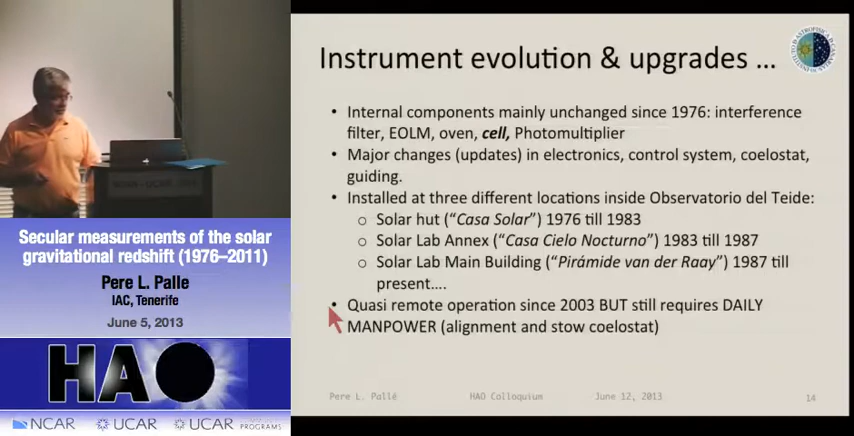 Instrument evolution & upgrades ...
• Internal components mainly unchanged since 1976: interference
filter, EOLM, oven, cell, Photomultiplier
• Major changes (updates) in electronics, control system, coelostat,
guiding.
• Installed at three different locations inside Observatorio del Teide:
o Solar hut (“Casa Solar”) 1976 till 1983
o Solar Lab Annex (“Casa Cielo Nocturno”) 1983 till 1987
o Solar Lab Main Building (“Pirámide van der Raay”) 1987 till
present....
• Quasi remote operation since 2003 BUT still requires DAILY
MANPOWER (alignment and stow coelostat)
Pere L. Pallé
HAO Colloquium
June 12, 2013
14
Secular measurements of the solar
gravitational redshift (1976–2011)
Pere L. Palle
IAC, Tenerife
June 5, 2013
HAO
NCAR
UCAR
UCAR
PROGRAMS